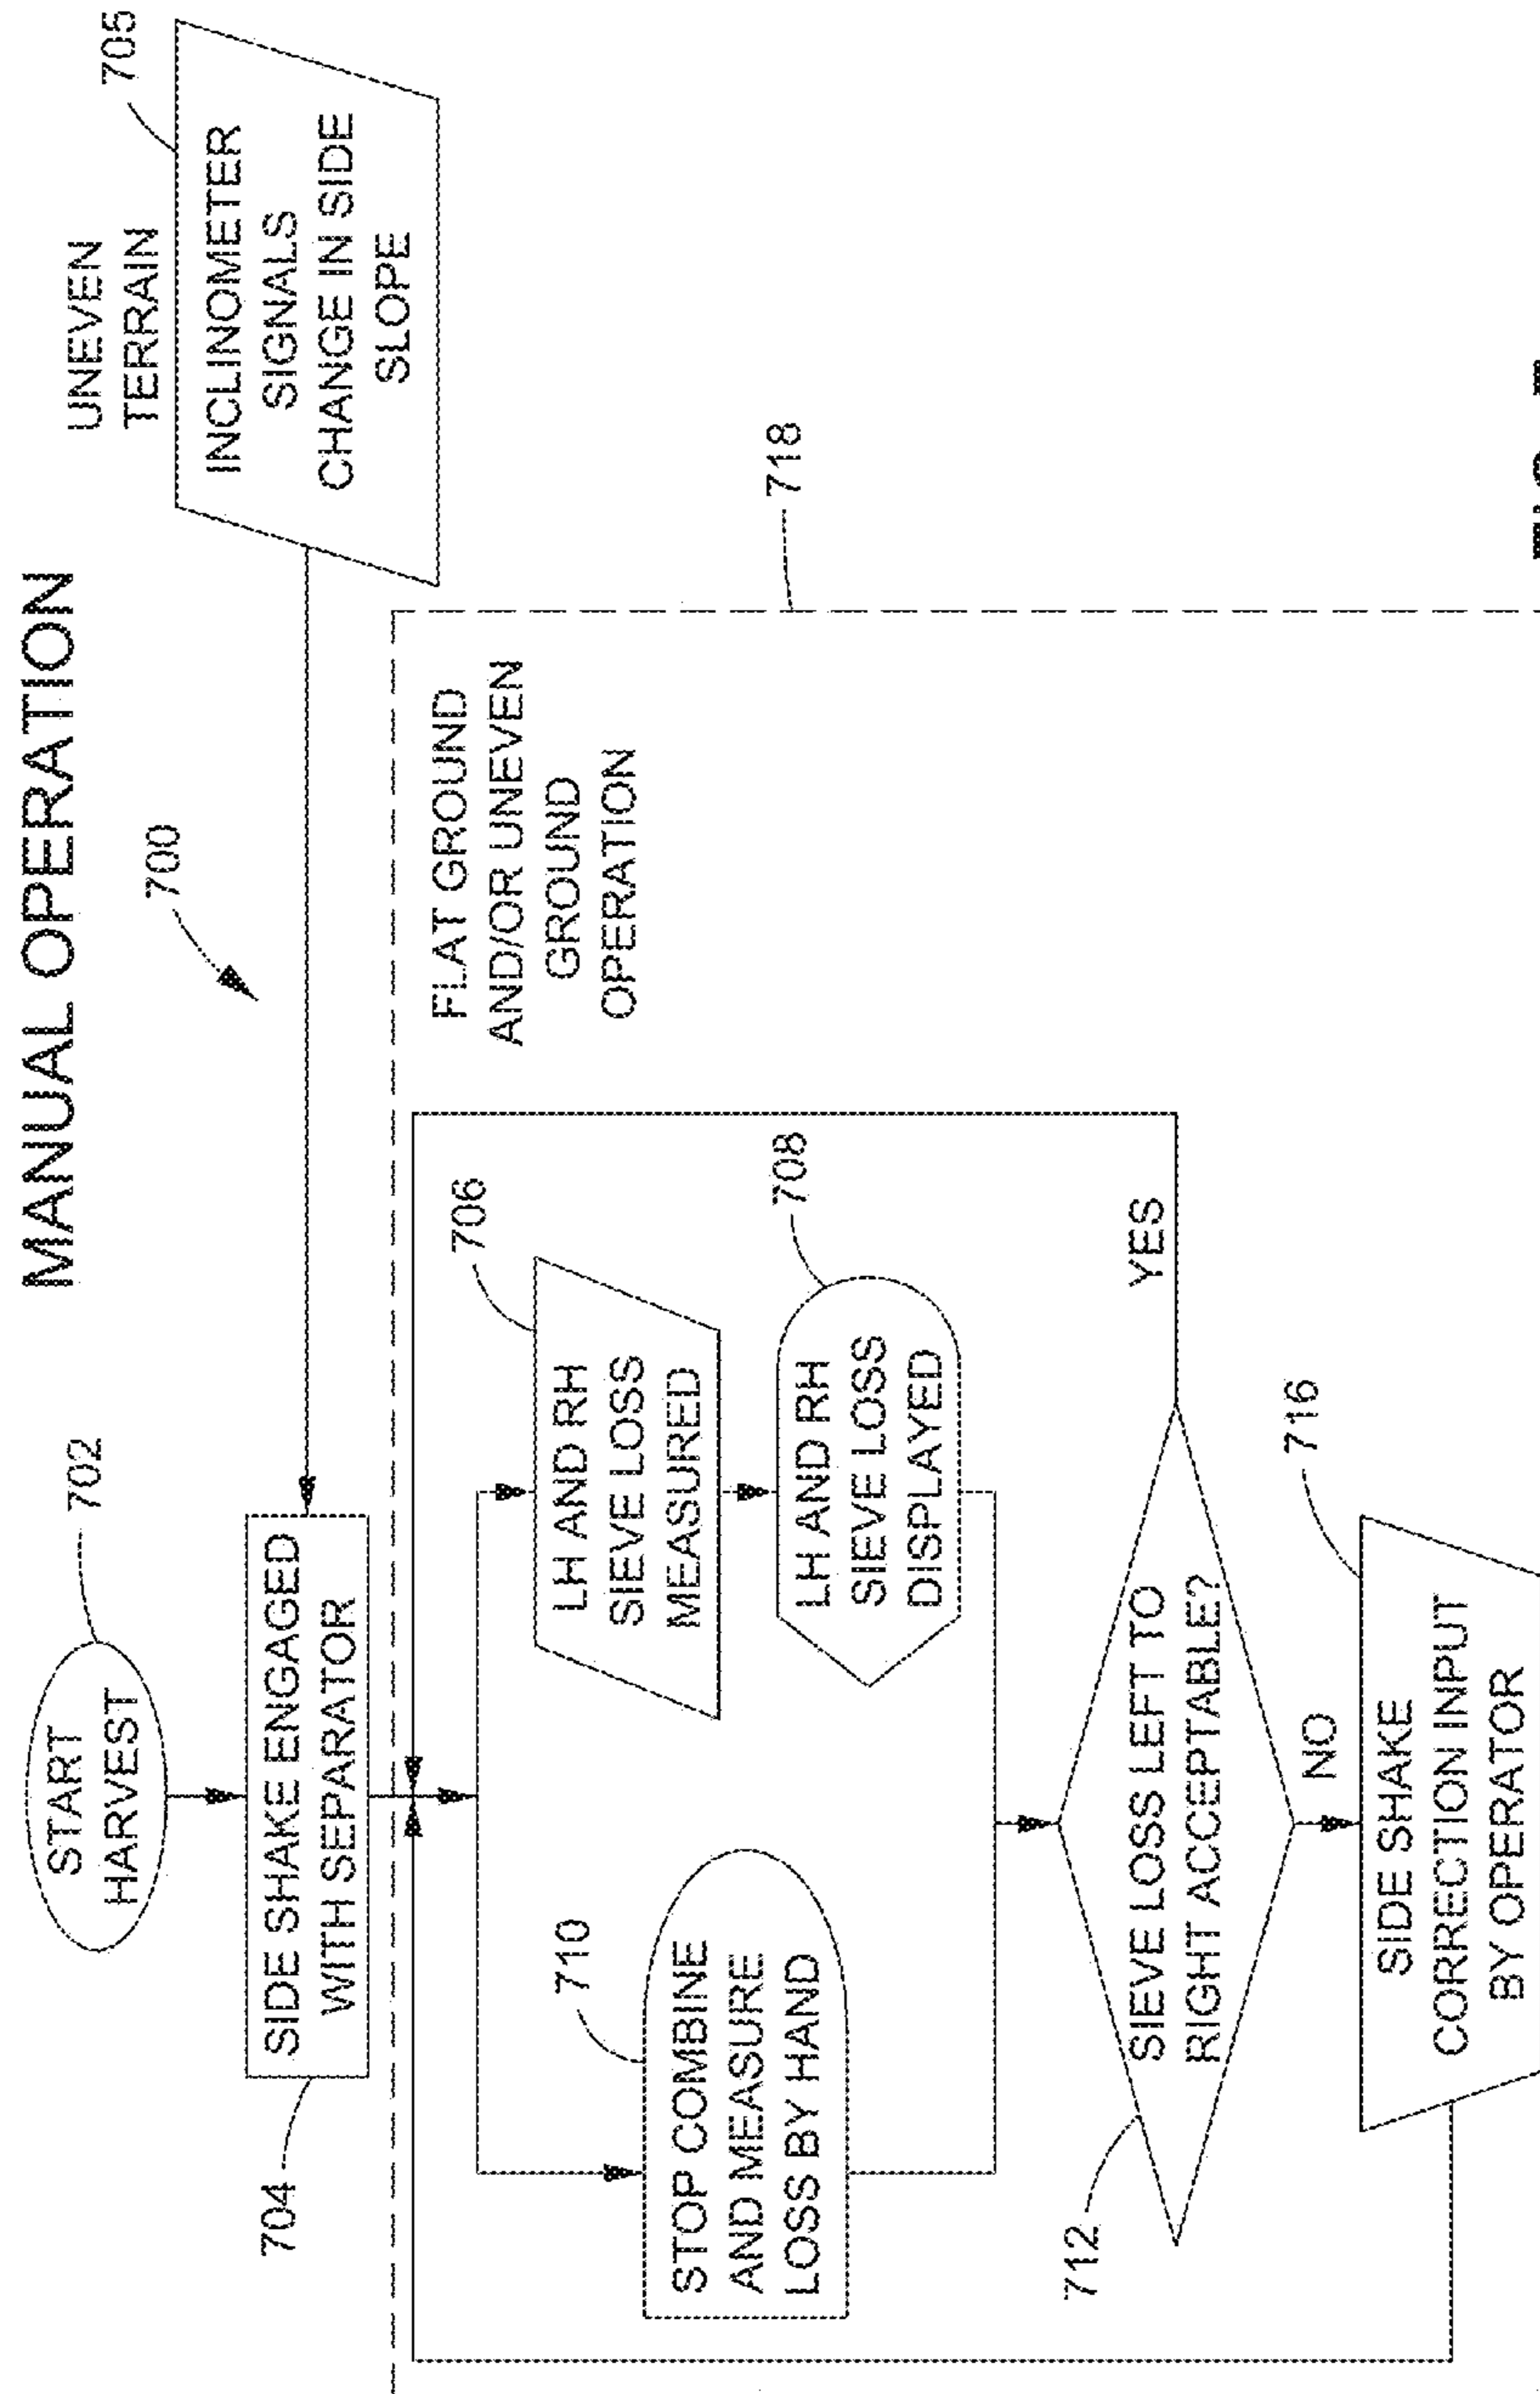 MANUAL OPERATION
700
START
HARVEST
702
UNEVEN
TERRAIN
705
INCLINOMETER
SIGNALS
CHANGE IN SIDE
SLOPE
704
SIDE SHAKE ENGAGED
WITH SEPARATOR
FLAT GROUND
AND/OR UNEVEN
GROUND
OPERATION
718
706
LH AND RH
SIEVE LOSS
MEASURED
710
STOP COMBINE
AND MEASURE
LOSS BY HAND
708
LH AND RH
SIEVE LOSS
DISPLAYED
712
SIEVE LOSS LEFT TO
RIGHT ACCEPTABLE?
YES
NO
716
SIDE SHAKE
CORRECTION INPUT
BY OPERATOR